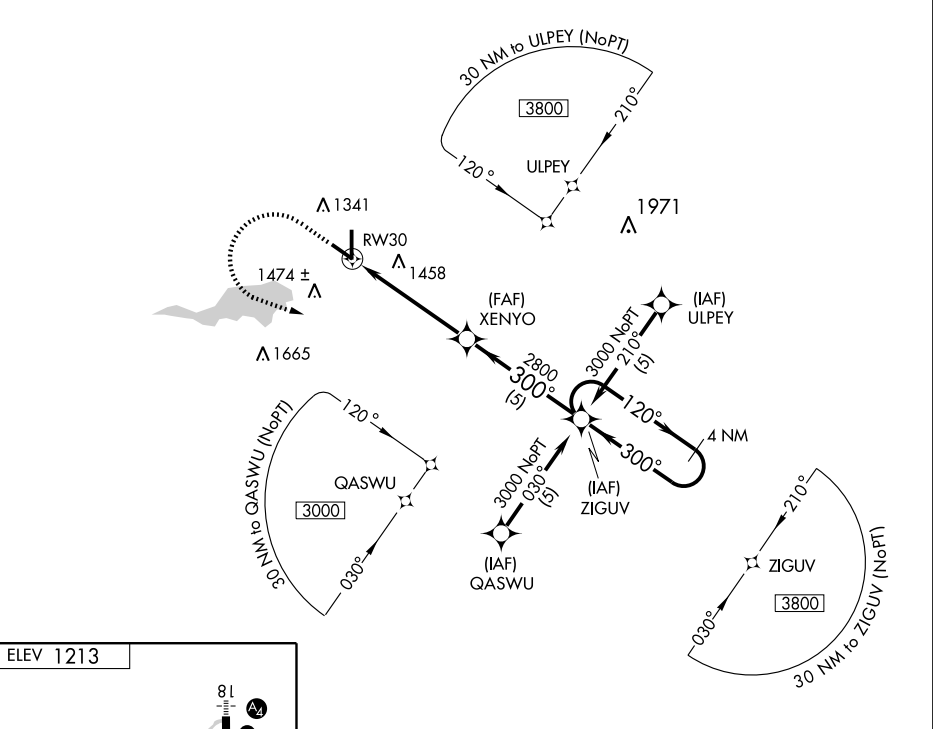 30 NM to ULPEY (NoPT)
3800
210°
120°
ULPEY
1341
1971
RW30
1474 ±
1458
(FAF)
XENYO
(IAF)
ULPEY
1665
3000 NoPT
210°
(5)
2800
300°
(5)
120°
4 NM
300°
30 NM to QASWU (NoPT)
120°
QASWU
3000
030°
3000 NoPT
030°
(5)
(IAF)
ZIGUV
(IAF)
QASWU
210°
ZIGUV
3800
030°
30 NM to ZIGUV (NoPT)
ELEV 1213
18
A4